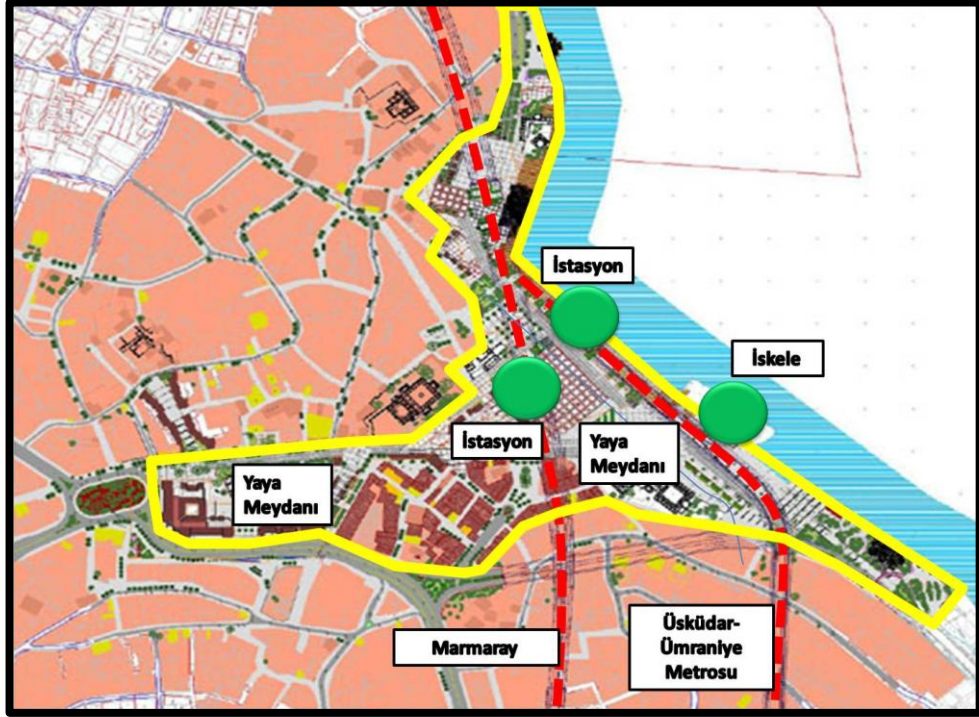 İstasyon
İskele
İstasyon
Yaya
Meydanı
Yaya
Meydanı
Marmaray
Üsküdar-
Ümraniye
Metrosu